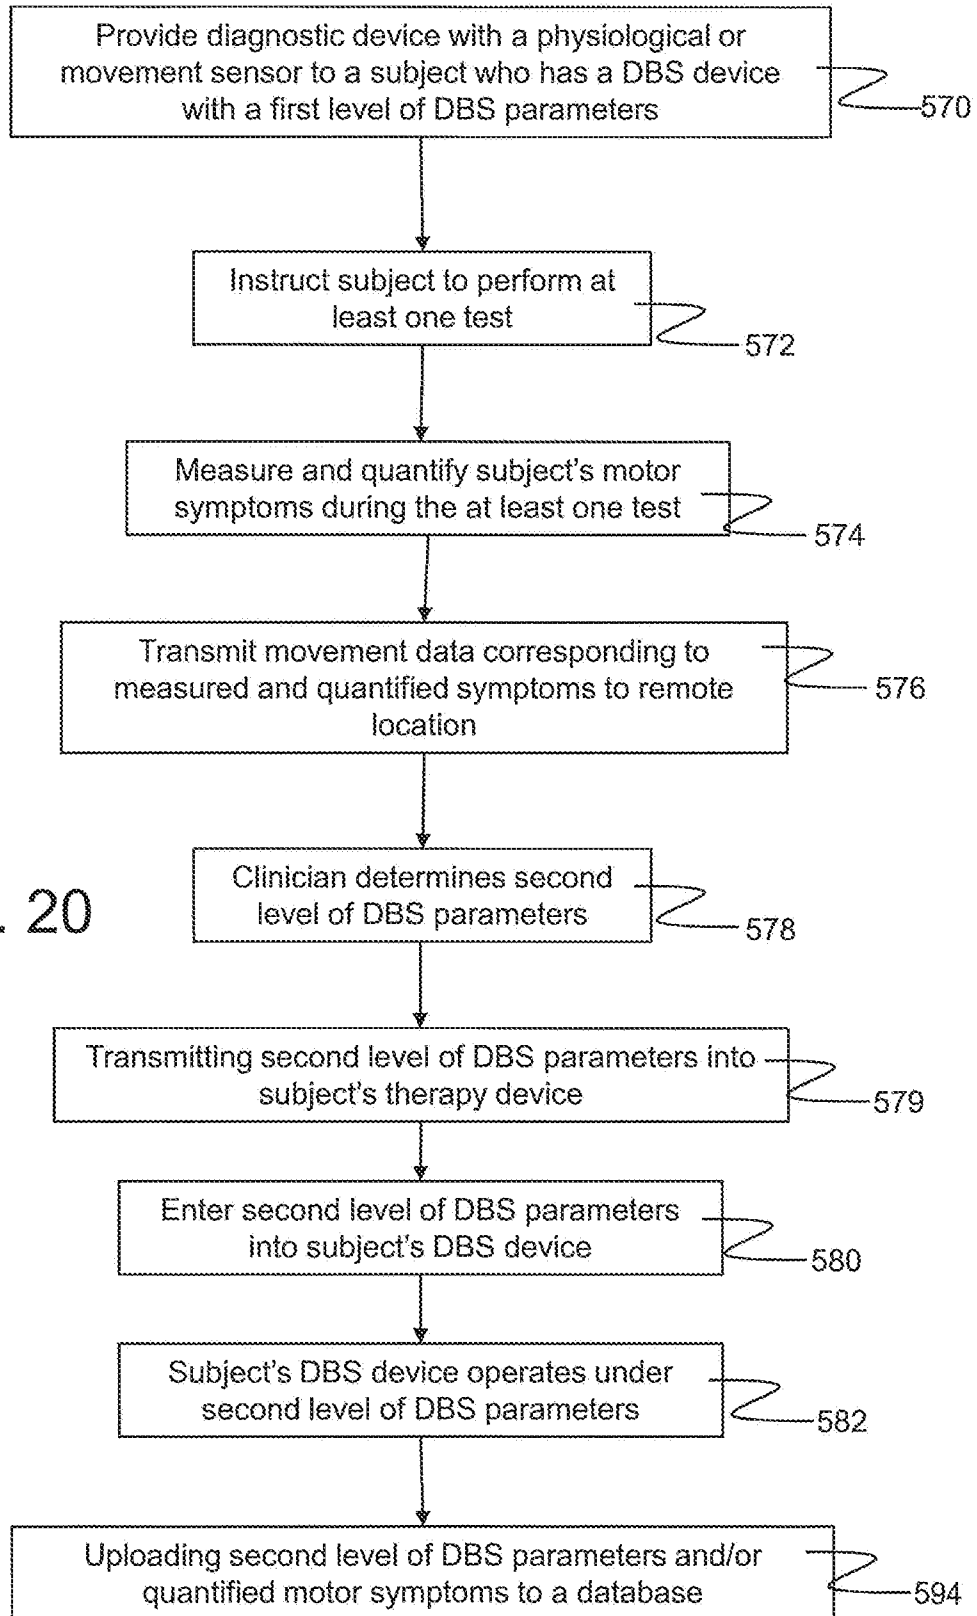 Provide diagnostic device with a physiological or
movement sensor to a subject who has a DBS device
with a first level of DBS parameters
570
Instruct subject to perform at
least one test
572
Measure and quantify subject's motor
symptoms during the at least one test
574
Transmit movement data corresponding to
measured and quantified symptoms to remote
location
576
Clinician determines second
level of DBS parameters
578
. 20
Transmitting second level of DBS parameters into
subject's therapy device
579
Enter second level of DBS parameters
into subject's DBS device
580
Subject's DBS device operates under
second level of DBS parameters
582
Uploading second level of DBS parameters and/or
quantified motor symptoms to a database
594